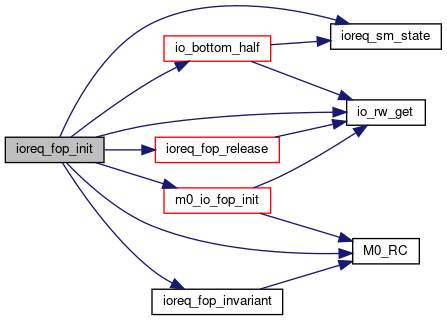 ioreq_sm_state
io_bottom_half
io_rw_get
ioreq_fop_init
ioreq_fop_release
m0_io_fop_init
M0_RC
ioreq_fop_invariant